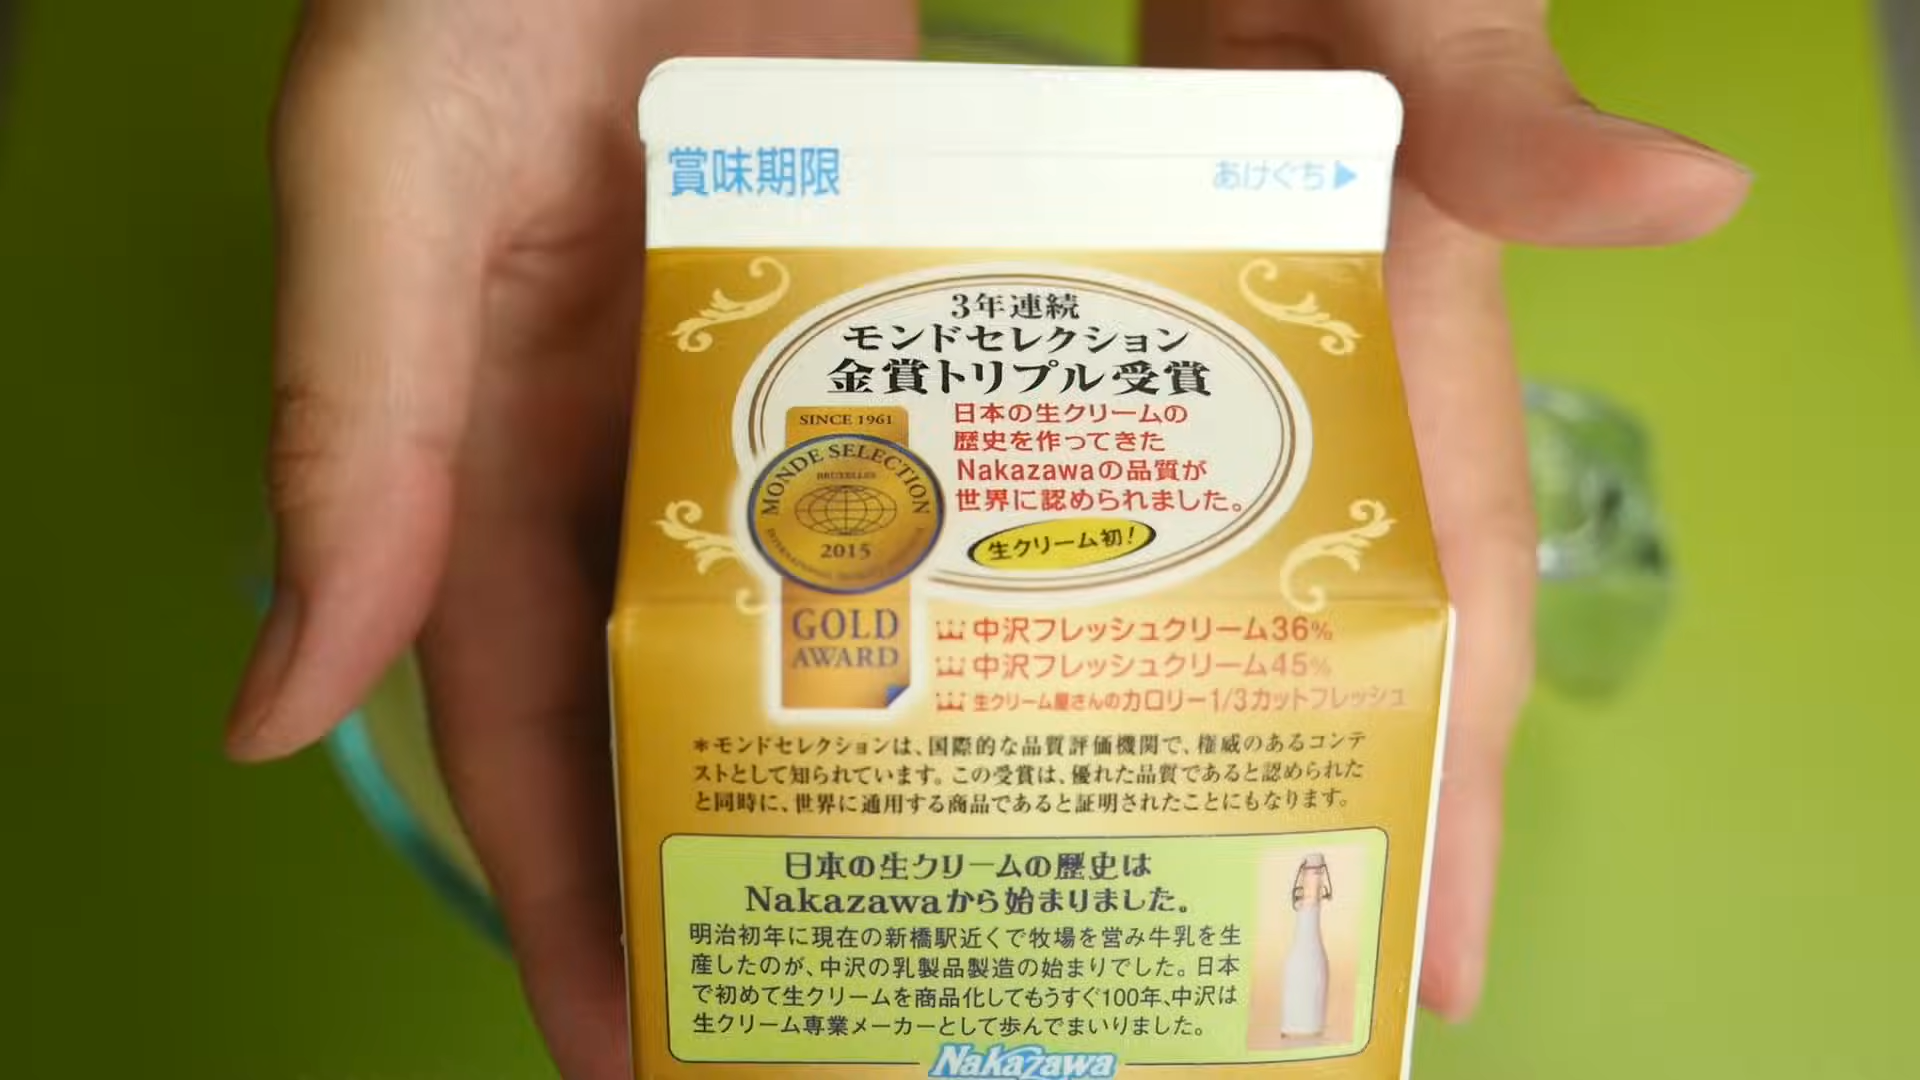 賞味期限
あけぐち▶
3年連続
モンドセレクション
金賞トリプル受賞
日本の生クリームの
歴史を作ってきた
Nakazawaの品質が
世界に認められました。
生クリーム初!
SINCE 1961
MONDE SELECTION
BRUXELLES
2015
GOLD
AWARD
中沢フレッシュクリーム36%
中沢フレッシュクリーム45%
生クリーム屋さんのカロリー1/3カットフレッシュ
*モンドセレクションは、国際的な品質評価機関で、権威のあるコンテ
ストとして知られています。この受賞は、優れた品質であると認められた
と同時に、世界に通用する商品であると証明されたことにもなります。
日本の生クリームの歴史は
Nakazawaから始まりました。
明治初年に現在の新橋駅近くで牧場を営み牛乳を生
産したのが、中沢の乳製品製造の始まりでした。日本
で初めて生クリームを商品化してもうすぐ100年、中沢は
生クリーム専業メーカーとして歩んでまいりました。
Nakazawa